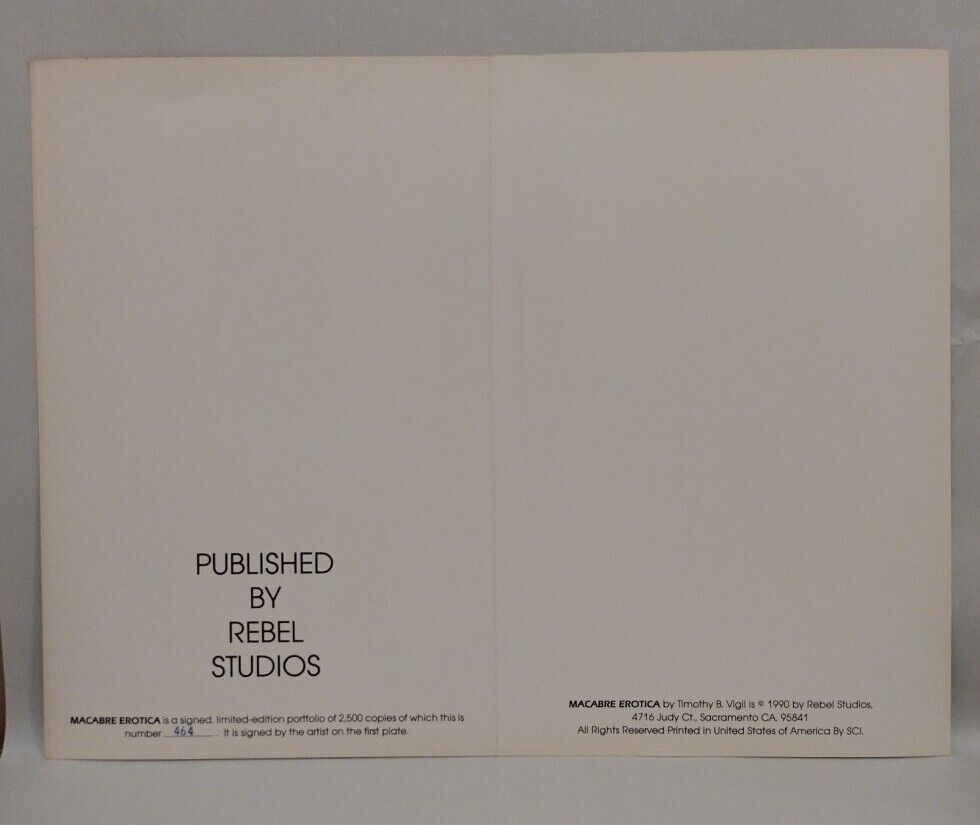 PUBLISHED
BY
REBEL
STUDIOS
MACABRE EROTICA is a signed, limited-edition portfolio of 2,500 copies of which this is
number 464. It is signed by the artist on the first plate.
MACABRE EROTICA by Timothy B. Vigil is © 1990 by Rebel Studios,
4716 Judy Ct., Sacramento CA. 95841
All Rights Reserved Printed in United States of America By SCI.